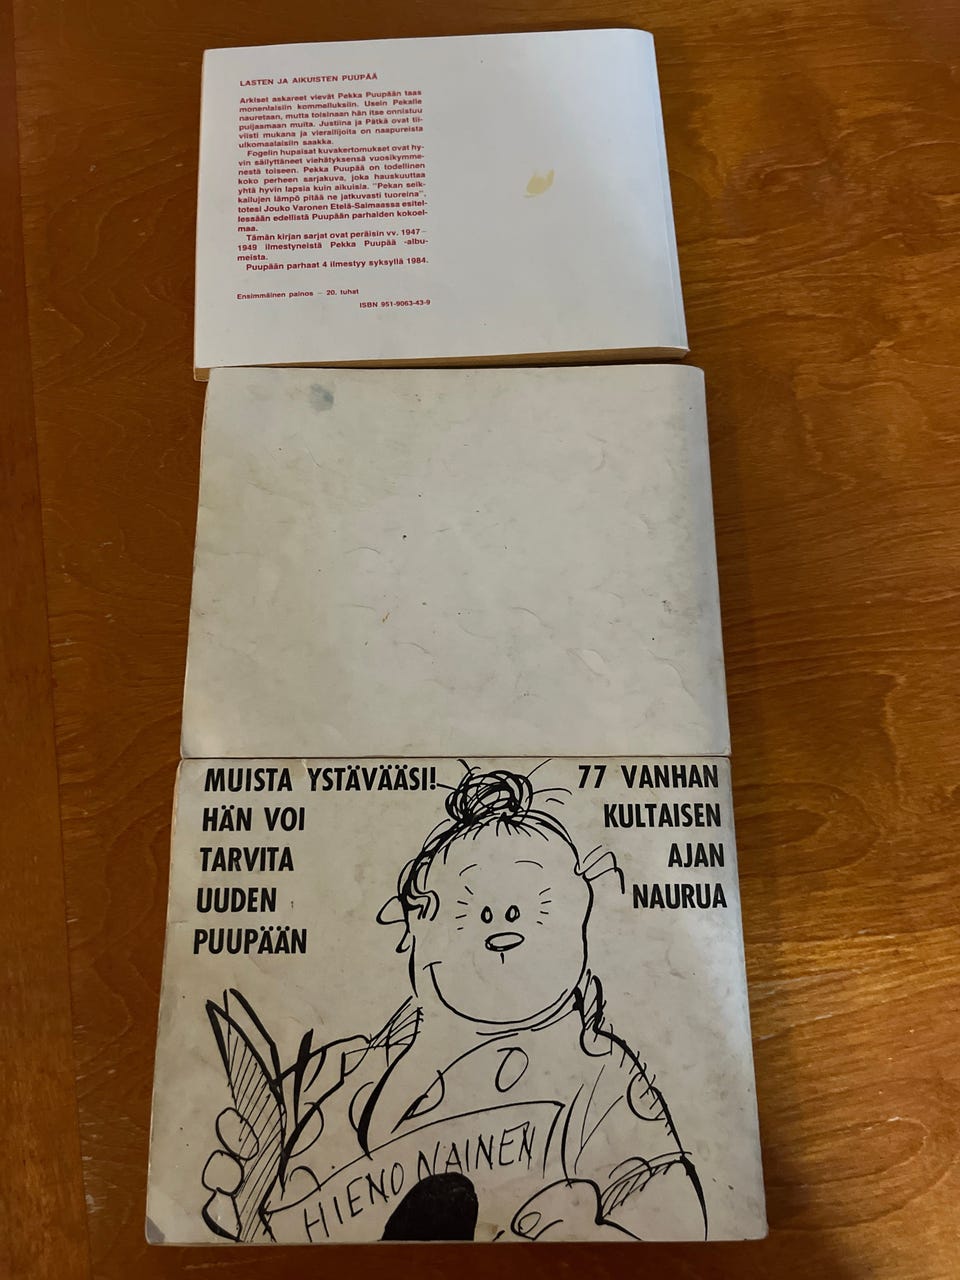 LASTEN JA AIKUISTEN PUUPÄÄ
Arkiset askareet vievät Pekka Puupään taas
monenlaisiin kommelluksiin. Usein Pekalle
nauretaan, mutta toisinaan hän itse onnistuu
puijaamaan muita. Justiina ja Pätkä ovat tii-
viisti mukana ja vierailijoita on naapureista
ulkomaalaisiin saakka.
Fogelin hupaisat kuvakertomukset ovat hy-
vin säilyttäneet viehätyksensä vuosikymme-
nestä toiseen. Pekka Puupää on todellinen
koko perheen sarjakuva, joka hauskuuttaa
yhtä hyvin lapsia kuin aikuisia. "Pekan seik-
kailujen lämpö pitää ne jatkuvasti tuoreina",
totesi Jouko Varonen Etelä-Saimaassa esitel-
lessään edellistä Puupään parhaiden kokoel-
maa.
Tämän kirjan sarjat ovat peräisin vv. 1947–
1949 ilmestyneistä Pekka Puupää -albu-
meista.
Puupään parhaat 4 ilmestyy syksyllä 1984.
Ensimmäinen painos – 20. tuhat
ISBN 951-9063-43-9
MUISTA YSTÄVÄÄSI!
HÄN VOI
TARVITA
UUDEN
PUUPÄÄN
77 VANHAN
KULTAISEN
AJAN
NAURUA
HIENO NAINEN